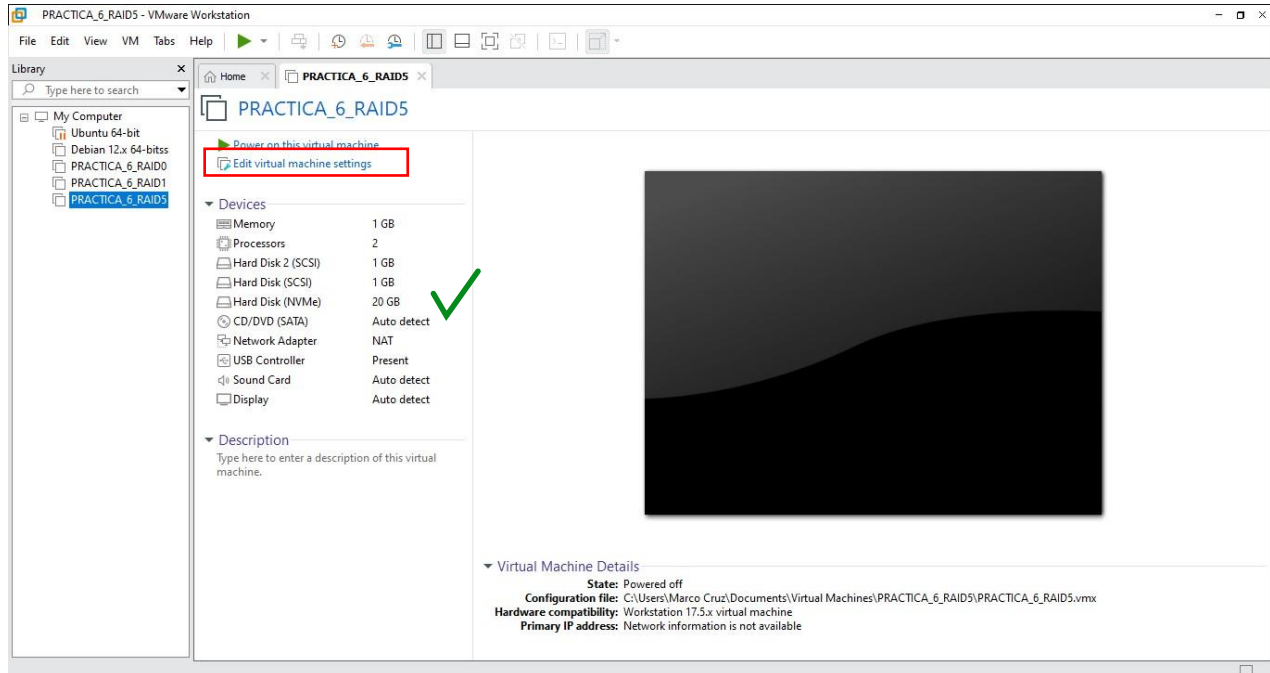 PRACTICA_6_RAID5 - VMware Workstation
File Edit View VM Tabs Help
Library
Type here to search
My Computer
Ubuntu 64-bit
Debian 12.x 64-bitss
PRACTICA_6_RAID0
PRACTICA_6_RAID1
PRACTICA_6_RAID5
Home
PRACTICA_6_RAID5
PRACTICA_6_RAID5
Power on this virtual machine
Edit virtual machine settings
Devices
Memory 1 GB
Processors 2
Hard Disk 2 (SCSI) 1 GB
Hard Disk (SCSI) 1 GB
Hard Disk (NVMe) 20 GB
CD/DVD (SATA) Auto detect
Network Adapter NAT
USB Controller Present
Sound Card Auto detect
Display Auto detect
Description
Type here to enter a description of this virtual
machine.
Virtual Machine Details
State: Powered off
Configuration file: C:\Users\Marco Cruz\Documents\Virtual Machines\PRACTICA_6_RAID5\PRACTICA_6_RAID5.vmx
Hardware compatibility: Workstation 17.5.x virtual machine
Primary IP address: Network information is not available